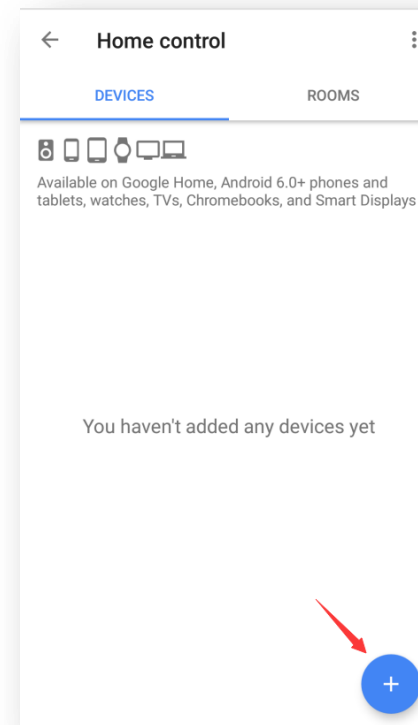 Home control
DEVICES
ROOMS
Available on Google Home, Android 6.0+ phones and
tablets, watches, TVs, Chromebooks, and Smart Displays
You haven't added any devices yet